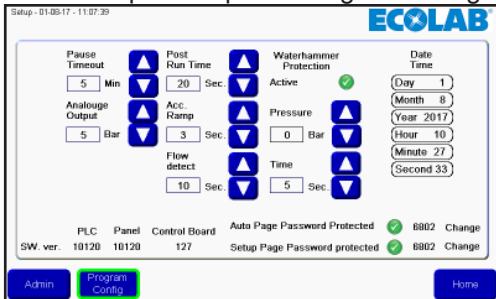 Setup - 01-08-17 - 11:07:39
ECOLAB
Pause Timeout
5 Min
Post Run Time
20 Sec.
Waterhammer Protection
Active
Date Time
Day 1
Month 8
Year 2017
Hour 10
Minute 27
Second 33
Analouge Output
5 Bar
Acc. Ramp
3 Sec.
Pressure
0 Bar
Flow detect
10 Sec.
Time
5 Sec.
PLC Panel Control Board
SW. ver. 10120 10120 127
Auto Page Password Protected 6802 Change
Setup Page Password protected 6802 Change
Admin
Program Config
Home